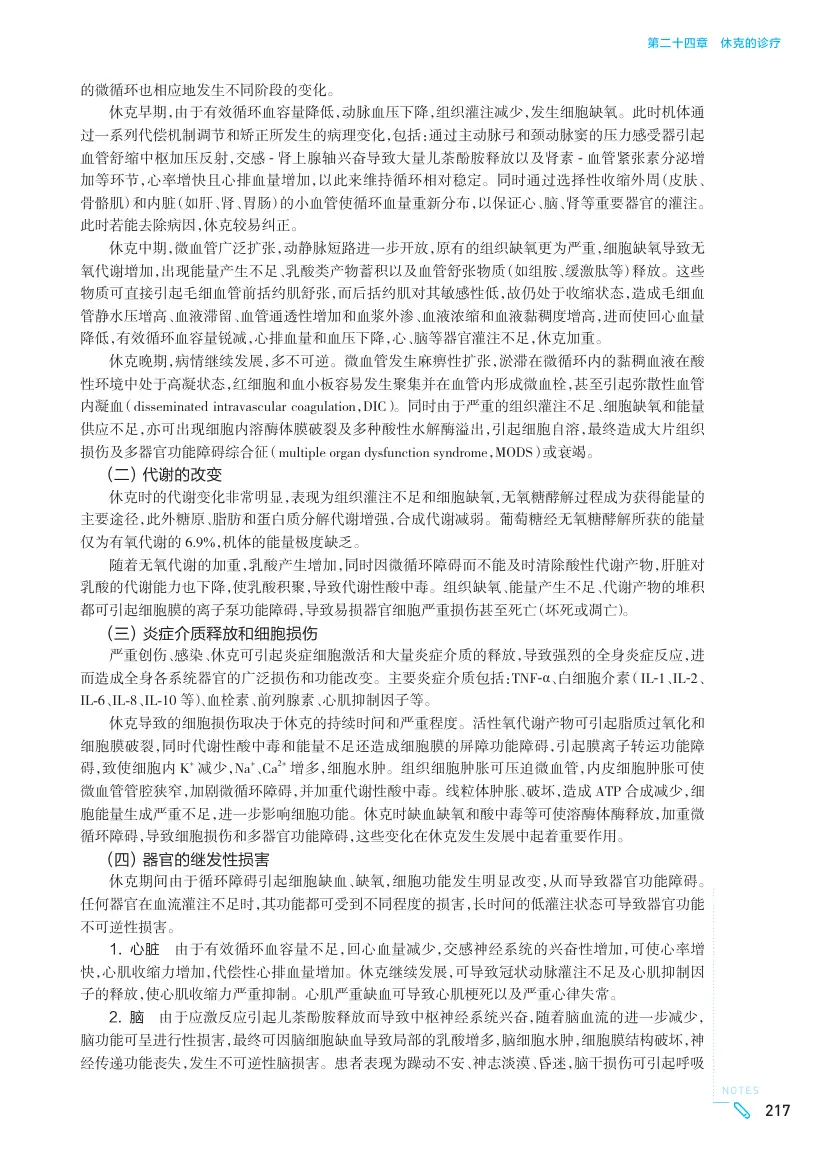 第二十四章　休克的诊疗
的微循环也相应地发生不同阶段的变化。
休克早期,由于有效循环血容量降低,动脉血压下降,组织灌注减少,发生细胞缺氧。此时机体通
过一系列代偿机制调节和矫正所发生的病理变化,包括:通过主动脉弓和颈动脉窦的压力感受器引起
血管舒缩中枢加压反射,交感 - 肾上腺轴兴奋导致大量儿茶酚胺释放以及肾素 - 血管紧张素分泌增
加等环节,心率增快且心排血量增加,以此来维持循环相对稳定。同时通过选择性收缩外周(皮肤、
骨骼肌)和内脏(如肝、肾、胃肠)的小血管使循环血量重新分布,以保证心、脑、肾等重要器官的灌注。
此时若能去除病因,休克较易纠正。
休克中期,微血管广泛扩张,动静脉短路进一步开放,原有的组织缺氧更为严重,细胞缺氧导致无
氧代谢增加,出现能量产生不足、乳酸类产物蓄积以及血管舒张物质(如组胺、缓激肽等)释放。这些
物质可直接引起毛细血管前括约肌舒张,而后括约肌对其敏感性低,故仍处于收缩状态,造成毛细血
管静水压增高、血液滞留、血管通透性增加和血浆外渗、血液浓缩和血液黏稠度增高,进而使回心血量
降低,有效循环血容量锐减,心排血量和血压下降,心、脑等器官灌注不足,休克加重。
休克晚期,病情继续发展,多不可逆。微血管发生麻痹性扩张,淤滞在微循环内的黏稠血液在酸
性环境中处于高凝状态,红细胞和血小板容易发生聚集并在血管内形成微血栓,甚至引起弥散性血管
内凝血(disseminated intravascular coagulation,DIC)。同时由于严重的组织灌注不足、细胞缺氧和能量
供应不足,亦可出现细胞内溶酶体膜破裂及多种酸性水解酶溢出,引起细胞自溶,最终造成大片组织
损伤及多器官功能障碍综合征(multiple organ dysfunction syndrome,MODS)或衰竭。
(二)代谢的改变
休克时的代谢变化非常明显,表现为组织灌注不足和细胞缺氧,无氧糖酵解过程成为获得能量的
主要途径,此外糖原、脂肪和蛋白质分解代谢增强,合成代谢减弱。葡萄糖经无氧糖酵解所获的能量
仅为有氧代谢的 6.9%,机体的能量极度缺乏。
随着无氧代谢的加重,乳酸产生增加,同时因微循环障碍而不能及时清除酸性代谢产物,肝脏对
乳酸的代谢能力也下降,使乳酸积聚,导致代谢性酸中毒。组织缺氧、能量产生不足、代谢产物的堆积
都可引起细胞膜的离子泵功能障碍,导致易损器官细胞严重损伤甚至死亡(坏死或凋亡)。
(三)炎症介质释放和细胞损伤
严重创伤、感染、休克可引起炎症细胞激活和大量炎症介质的释放,导致强烈的全身炎症反应,进
而造成全身各系统器官的广泛损伤和功能改变。主要炎症介质包括:TNF-α、白细胞介素(IL-1、IL-2、
IL-6、IL-8、IL-10 等)、血栓素、前列腺素、心肌抑制因子等。
休克导致的细胞损伤取决于休克的持续时间和严重程度。活性氧代谢产物可引起脂质过氧化和
细胞膜破裂,同时代谢性酸中毒和能量不足还造成细胞膜的屏障功能障碍,引起膜离子转运功能障
碍,致使细胞内 K⁺ 减少,Na⁺、Ca²⁺ 增多,细胞水肿。组织细胞肿胀可压迫微血管,内皮细胞肿胀可使
微血管管腔狭窄,加剧微循环障碍,并加重代谢性酸中毒。线粒体肿胀、破坏,造成 ATP 合成减少,细
胞能量生成严重不足,进一步影响细胞功能。休克时缺血缺氧和酸中毒等可使溶酶体酶释放,加重微
循环障碍,导致细胞损伤和多器官功能障碍,这些变化在休克发生发展中起着重要作用。
(四)器官的继发性损害
休克期间由于循环障碍引起细胞缺血、缺氧,细胞功能发生明显改变,从而导致器官功能障碍。
任何器官在血流灌注不足时,其功能都可受到不同程度的损害,长时间的低灌注状态可导致器官功能
不可逆性损害。
1. 心脏　由于有效循环血容量不足,回心血量减少,交感神经系统的兴奋性增加,可使心率增
快,心肌收缩力增加,代偿性心排血量增加。休克继续发展,可导致冠状动脉灌注不足及心肌抑制因
子的释放,使心肌收缩力严重抑制。心肌严重缺血可导致心肌梗死以及严重心律失常。
2. 脑　由于应激反应引起儿茶酚胺释放而导致中枢神经系统兴奋,随着脑血流的进一步减少,
脑功能可呈进行性损害,最终可因脑细胞缺血导致局部的乳酸增多,脑细胞水肿,细胞膜结构破坏,神
经传递功能丧失,发生不可逆性脑损害。患者表现为躁动不安、神志淡漠、昏迷,脑干损伤可引起呼吸
NOTES
217